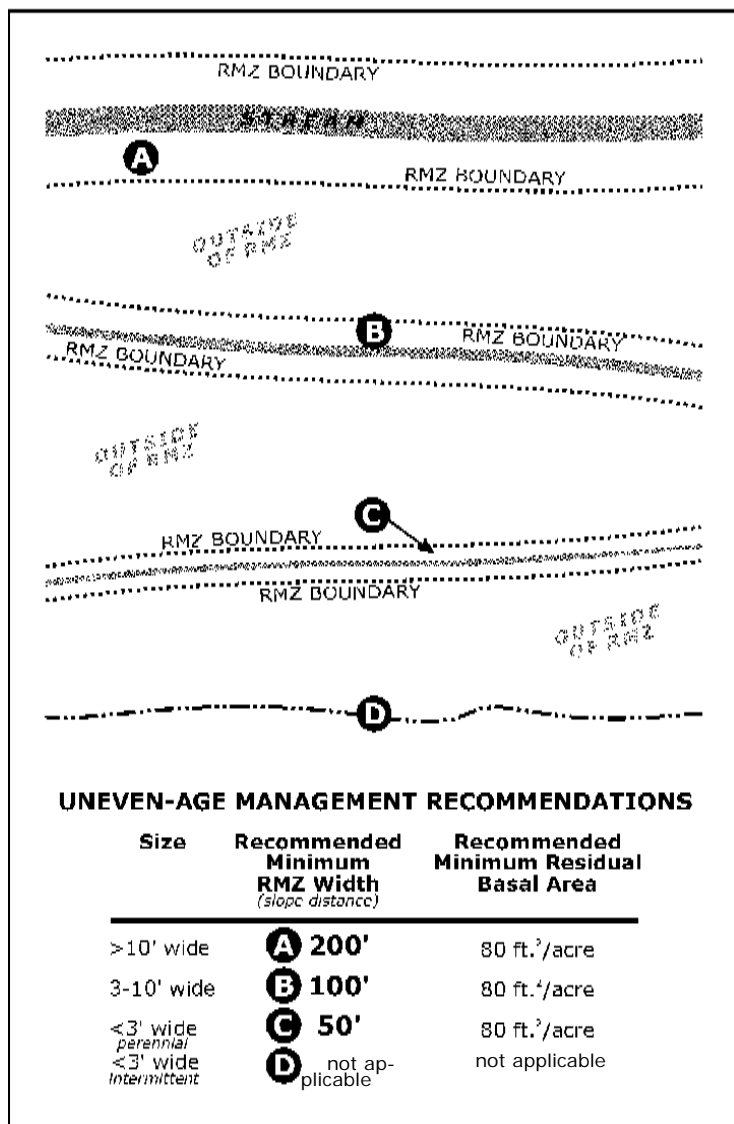 RMZ BOUNDARY
STREAM
A
RMZ BOUNDARY
OUTSIDE
OF RMZ
B
RMZ BOUNDARY
RMZ BOUNDARY
OUTSIDE
OF RMZ
C
RMZ BOUNDARY
RMZ BOUNDARY
OUTSIDE
OF RMZ
D
UNEVEN-AGE MANAGEMENT RECOMMENDATIONS
Size Recommended Minimum RMZ Width (slope distance) Recommended Minimum Residual Basal Area
>10' wide A 200' 80 ft.²/acre
3-10' wide B 100' 80 ft.²/acre
<3' wide perennial C 50' 80 ft.²/acre
<3' wide Intermittent D not ap-plicable not applicable